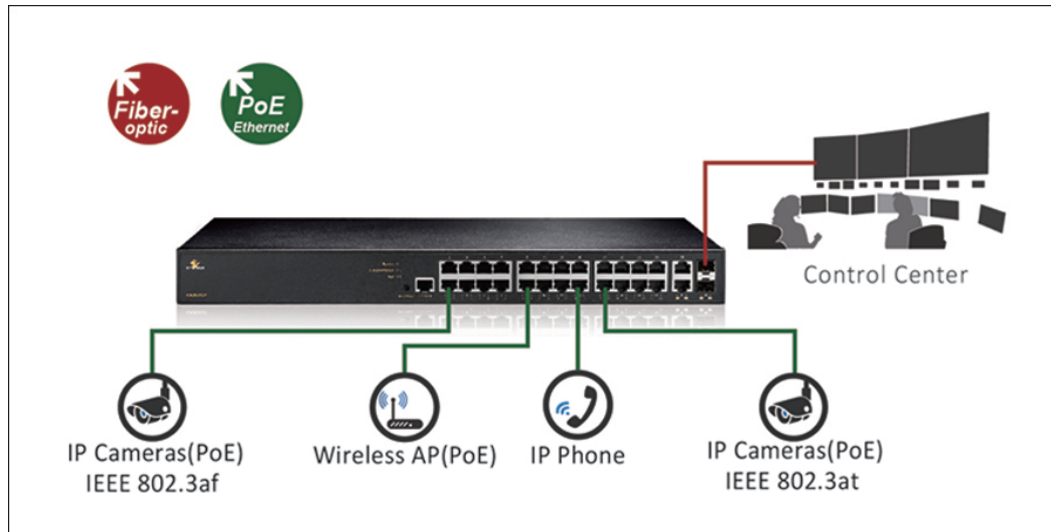 Fiber-
optic
PoE
Ethernet
Control Center
IP Cameras(PoE)
IEEE 802.3af
Wireless AP(PoE)
IP Phone
IP Cameras(PoE)
IEEE 802.3at